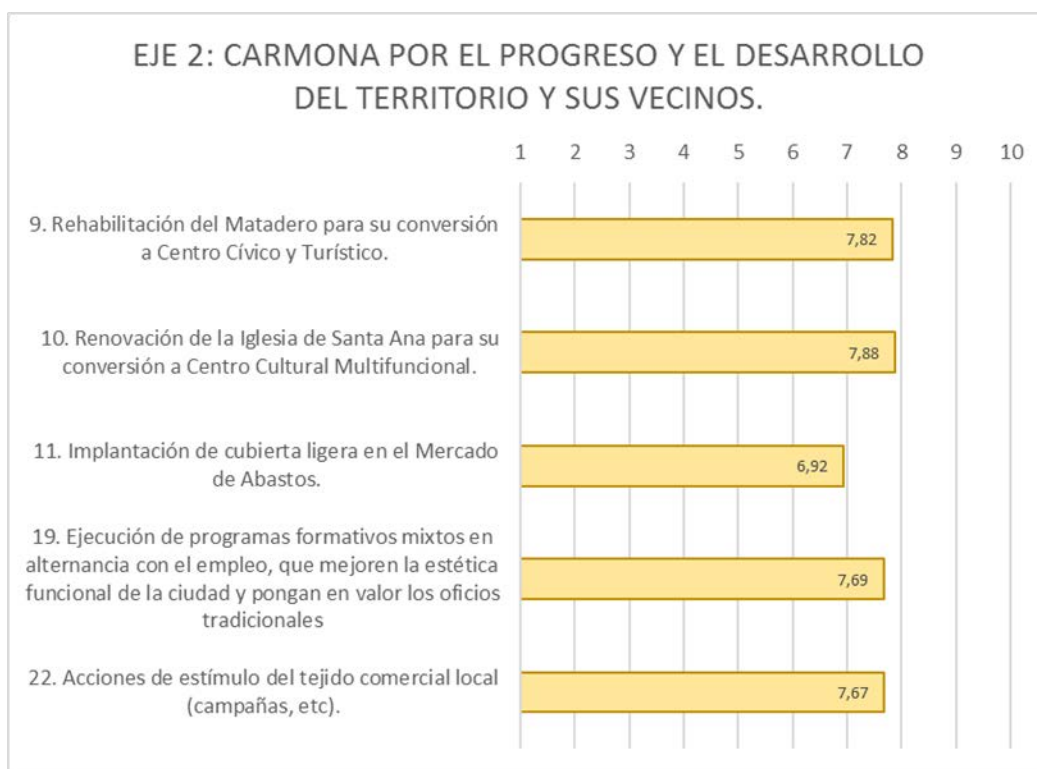 EJE 2: CARMONA POR EL PROGRESO Y EL DESARROLLO
DEL TERRITORIO Y SUS VECINOS.
1 2 3 4 5 6 7 8 9 10
9. Rehabilitación del Matadero para su conversión
a Centro Cívico y Turístico.
7,82
10. Renovación de la Iglesia de Santa Ana para su
conversión a Centro Cultural Multifuncional.
7,88
11. Implantación de cubierta ligera en el Mercado
de Abastos.
6,92
19. Ejecución de programas formativos mixtos en
alternancia con el empleo, que mejoren la estética
funcional de la ciudad y pongan en valor los oficios
tradicionales
7,69
22. Acciones de estímulo del tejido comercial local
(campañas, etc).
7,67